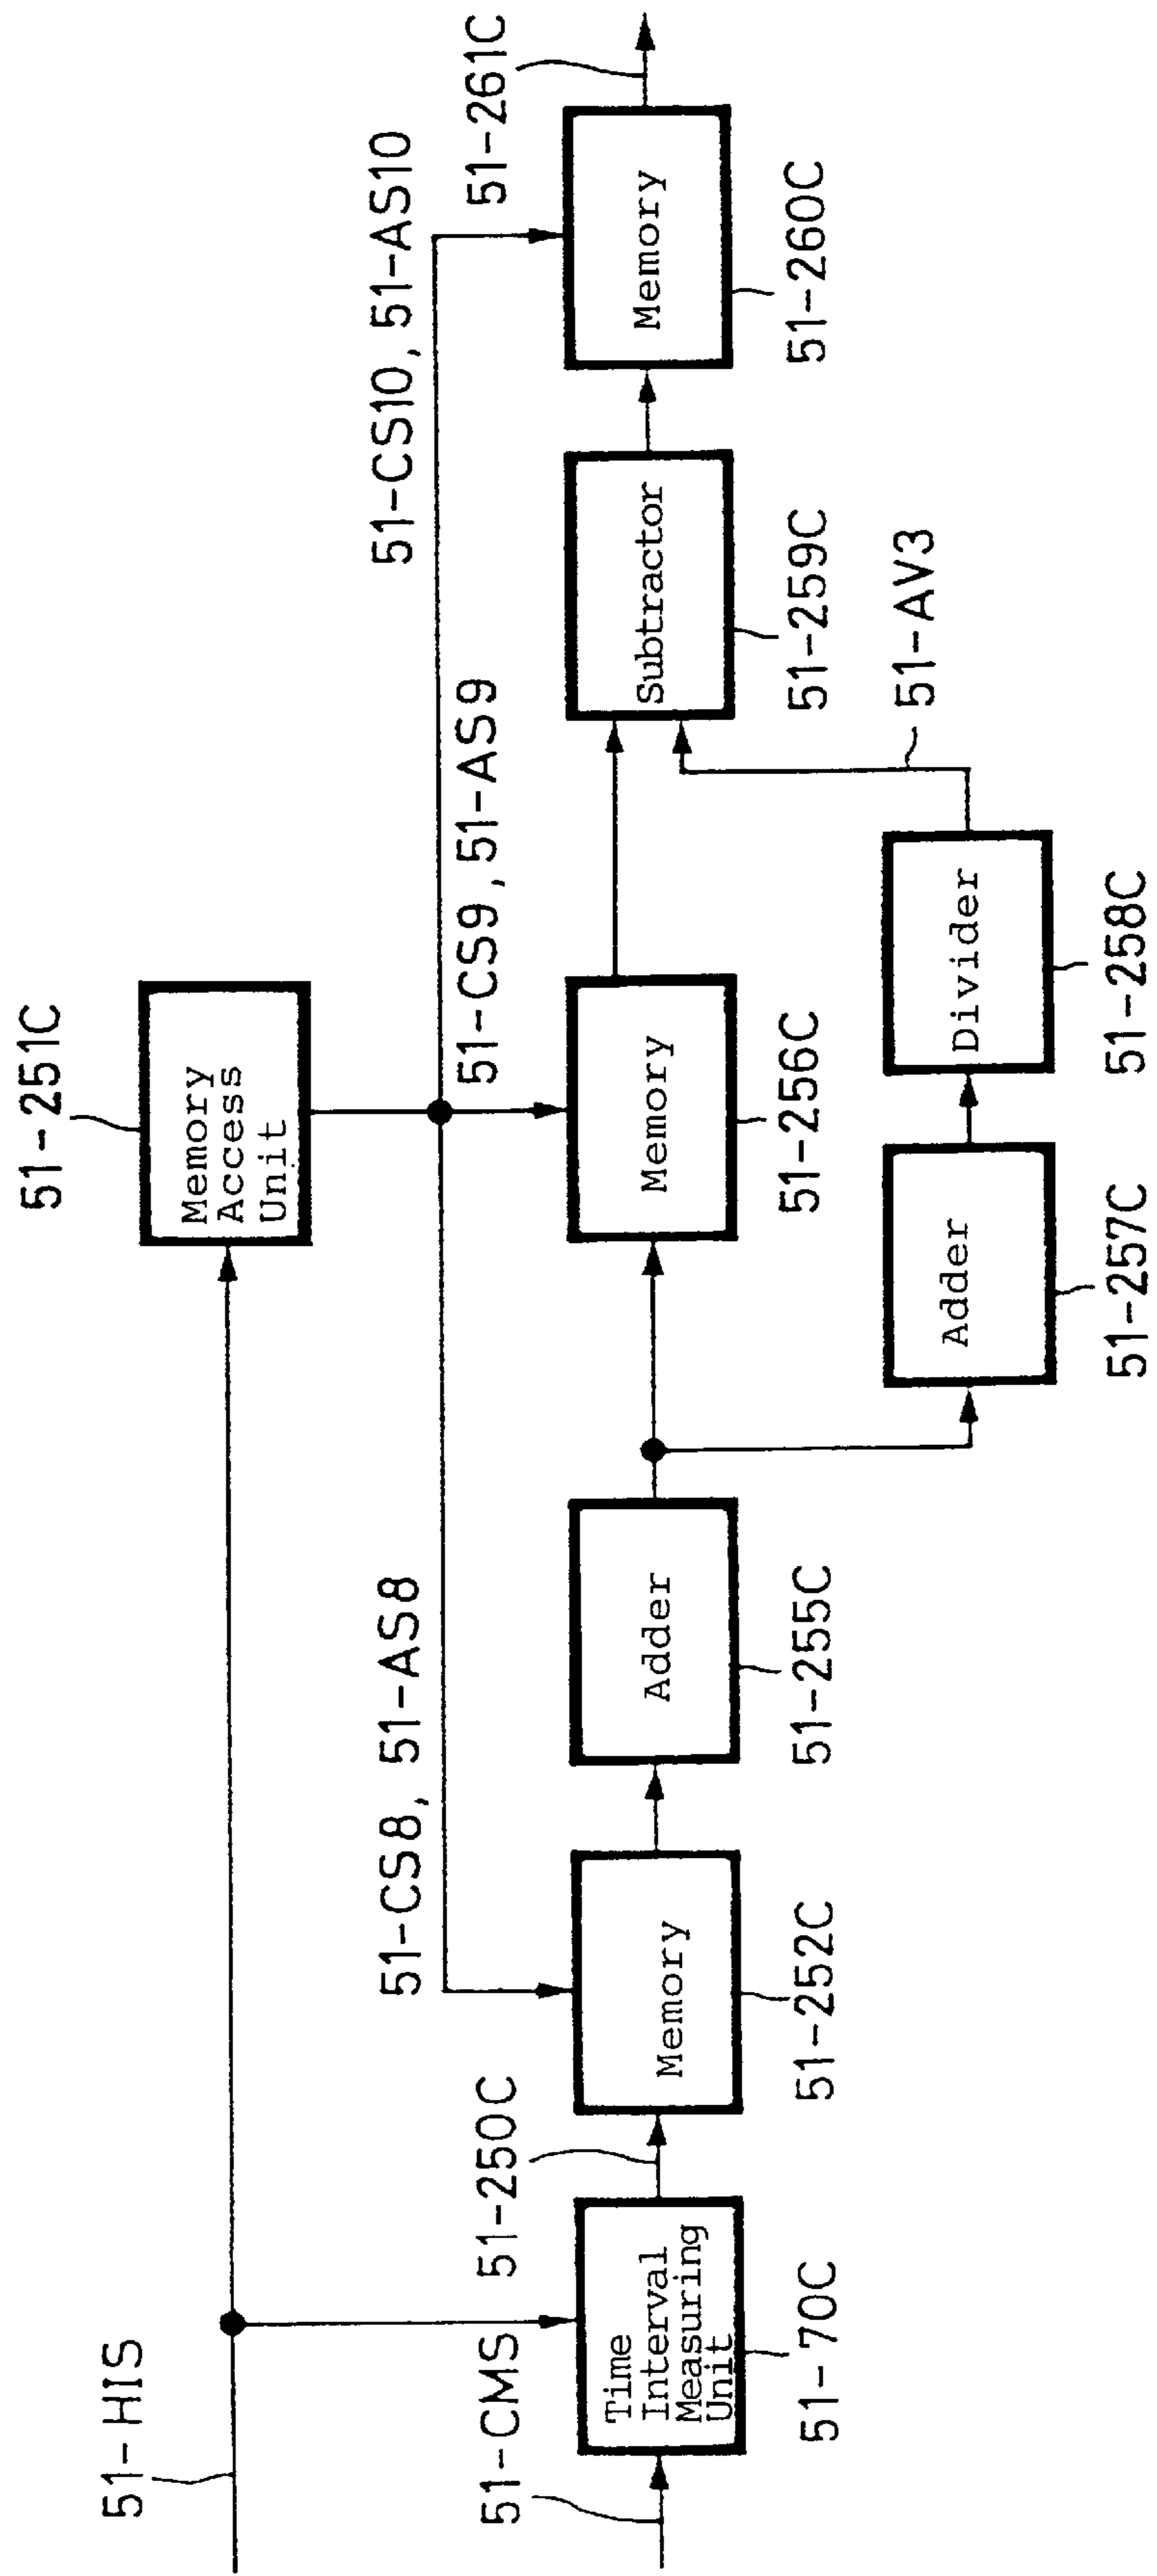 51-HIS
51-251C
Memory
Access
Unit
51-CS8, 51-AS8
51-CS9, 51-AS9
51-CS10, 51-AS10
51-CMS
51-250C
51-261C
Time
Interval
Measuring
Unit
Memory
Adder
Memory
Subtractor
Memory
51-70C
51-252C
51-255C
51-256C
51-259C
51-260C
51-AV3
Adder
Divider
51-257C
51-258C